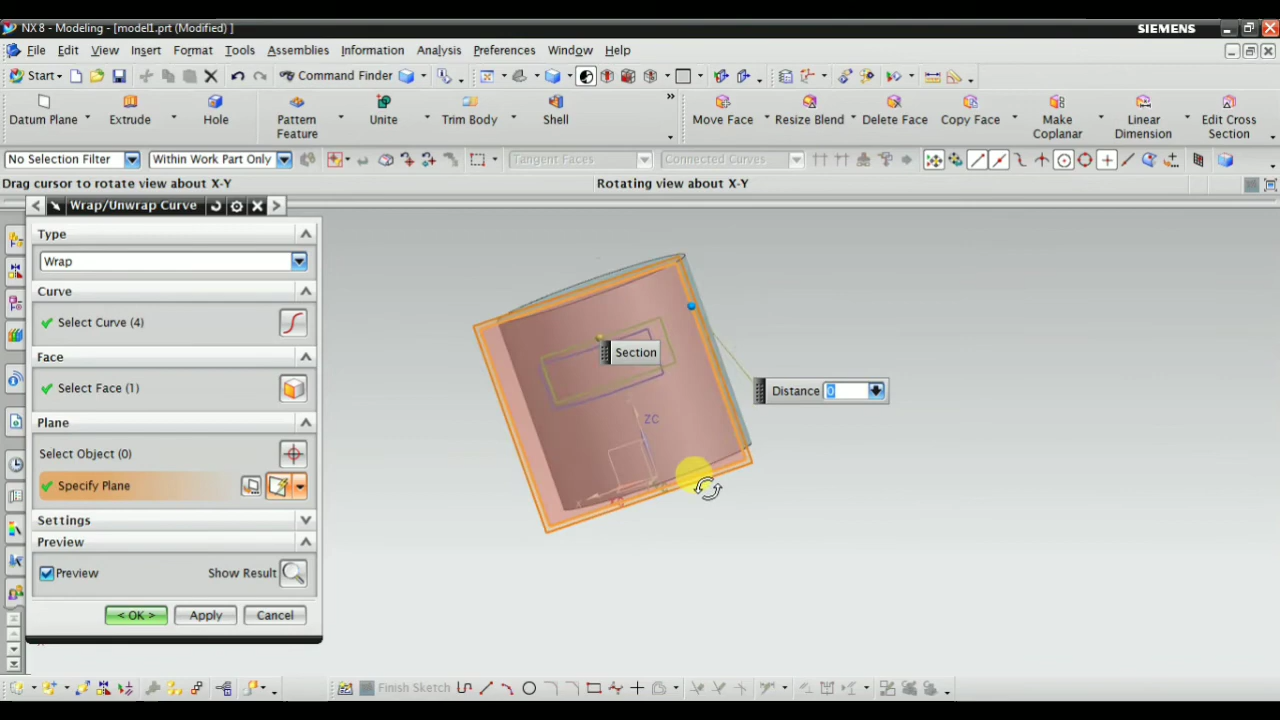 NX 8 - Modeling - [model1.prt (Modified) ]
SIEMENS
File Edit View Insert Format Tools Assemblies Information Analysis Preferences Window Help
Start Command Finder
Datum Plane Extrude Hole Pattern Feature Unite Trim Body Shell Move Face Resize Blend Delete Face Copy Face Make Coplanar Linear Dimension Edit Cross Section
No Selection Filter Within Work Part Only Tangent Faces Connected Curves
Drag cursor to rotate view about X-Y Rotating view about X-Y
Wrap/Unwrap Curve
Type
Wrap
Curve
Select Curve (4)
Face
Select Face (1)
Plane
Select Object (0)
Specify Plane
Settings
Preview
Preview Show Result
< OK > Apply Cancel
Section
Distance 0
ZC
Finish Sketch